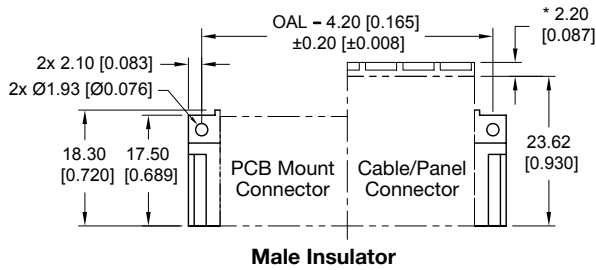 OAL – 4.20 [0.165]
±0.20 [±0.008]
* 2.20
[0.087]
2x 2.10 [0.083]
2x Ø1.93 [Ø0.076]
18.30
[0.720]
17.50
[0.689]
PCB Mount
Connector
Cable/Panel
Connector
23.62
[0.930]
Male Insulator